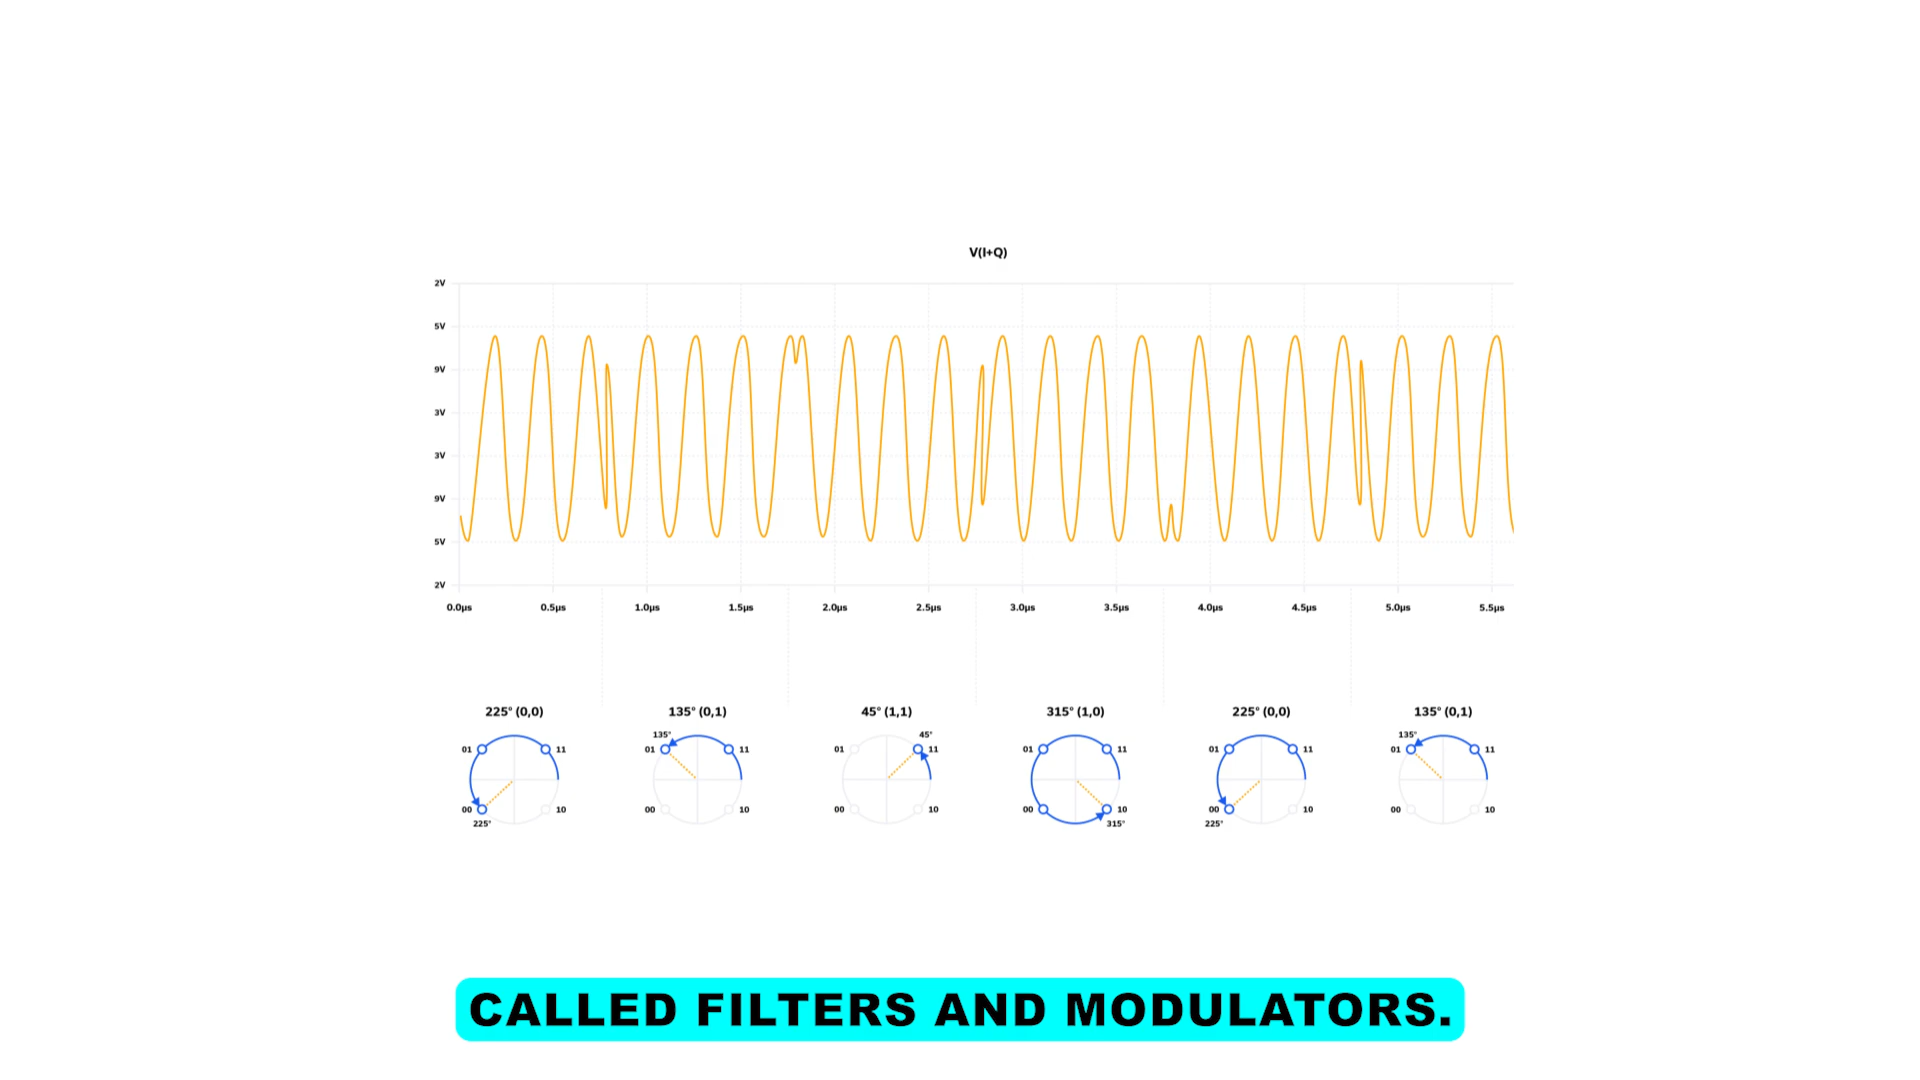 V(I+Q)
2V
5V
9V
3V
3V
9V
5V
2V
0.0µs 0.5µs 1.0µs 1.5µs 2.0µs 2.5µs 3.0µs 3.5µs 4.0µs 4.5µs 5.0µs 5.5µs
225° (0,0) 135° (0,1) 45° (1,1) 315° (1,0) 225° (0,0) 135° (0,1)
135° 45° 135°
01 11 01 11 01 11 01 11 01 11 01 11
00 10 00 10 00 10 00 10 00 10 00 10
225° 315° 225°
CALLED FILTERS AND MODULATORS.